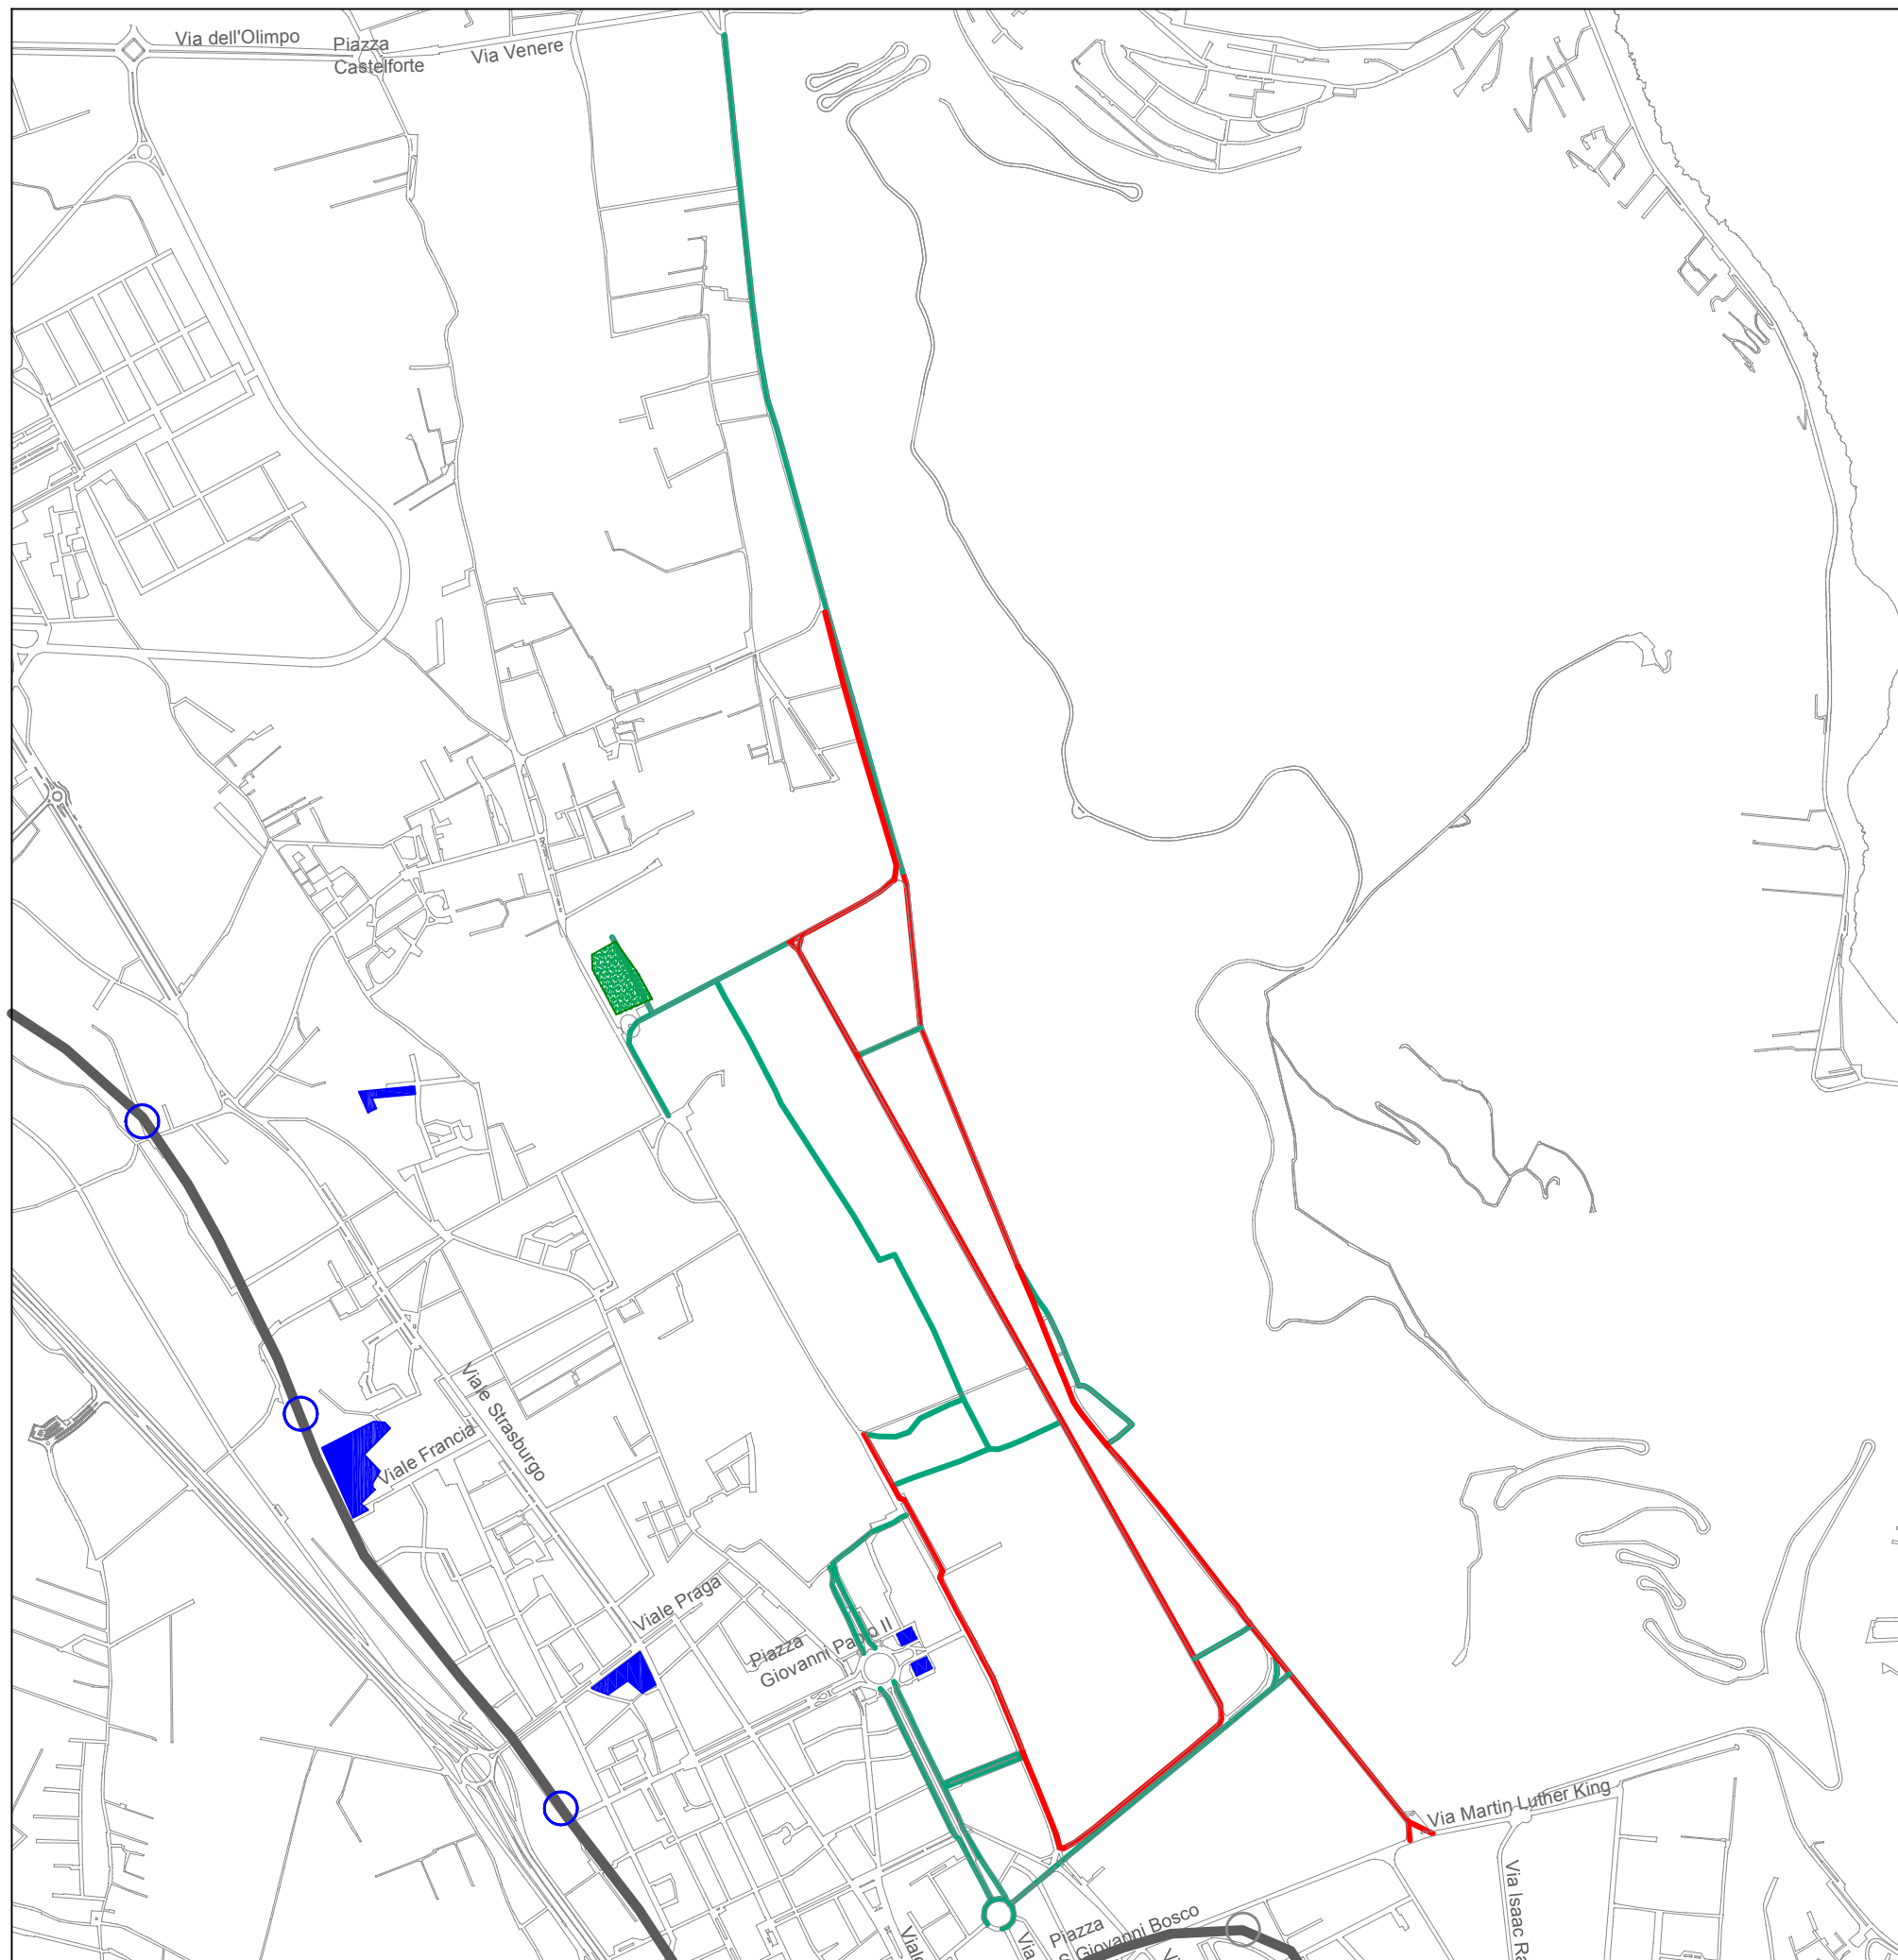 Via dell'Olimpo
Piazza
Castelforte
Via Venere
Viale Strasburgo
Viale Francia
Viale Praga
Piazza
Giovanni Paolo II
Via Martin Luther King
Via Isaac
Piazza
Giovanni Bosco
Via